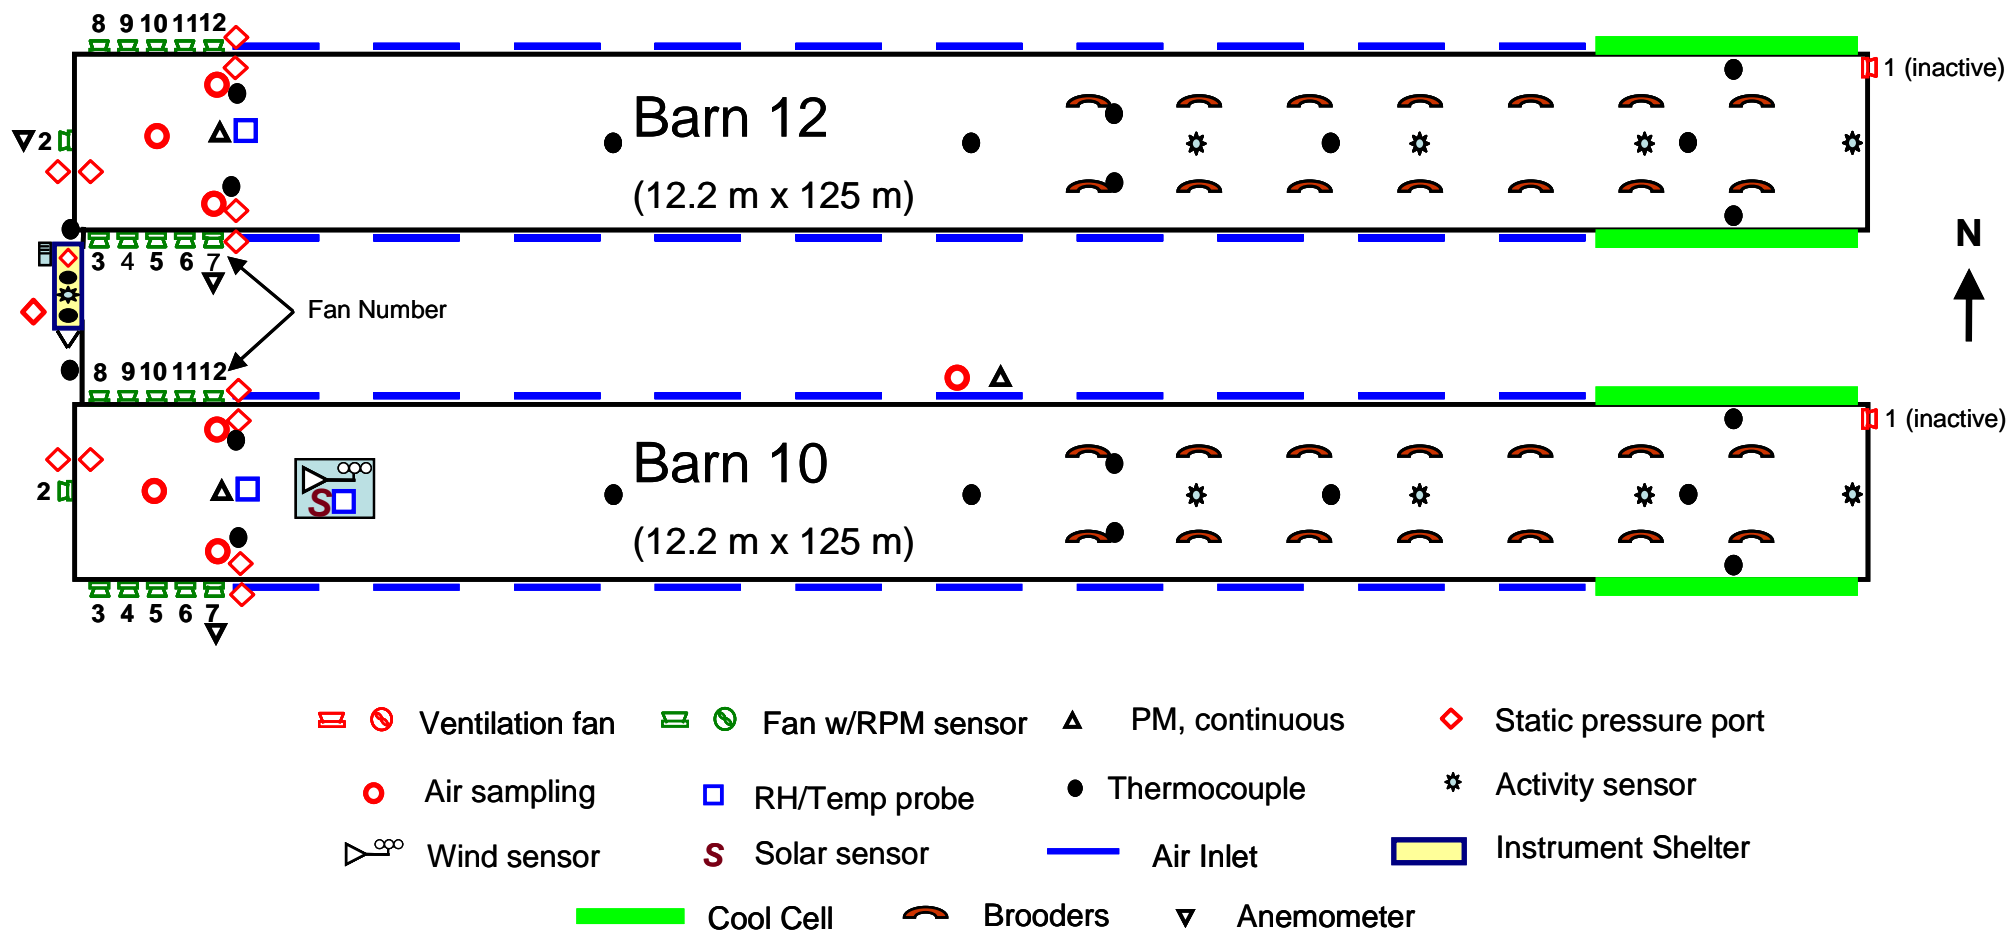 8 9 10 11 12
1 (inactive)
Barn 12
2
(12.2 m x 125 m)
N
3 4 5 6 7
Fan Number
8 9 10 11 12
1 (inactive)
Barn 10
2
S
(12.2 m x 125 m)
3 4 5 6 7
Ventilation fan
Fan w/RPM sensor
PM, continuous
Static pressure port
Air sampling
RH/Temp probe
Thermocouple
Activity sensor
Wind sensor
S Solar sensor
Air Inlet
Instrument Shelter
Cool Cell
Brooders
Anemometer